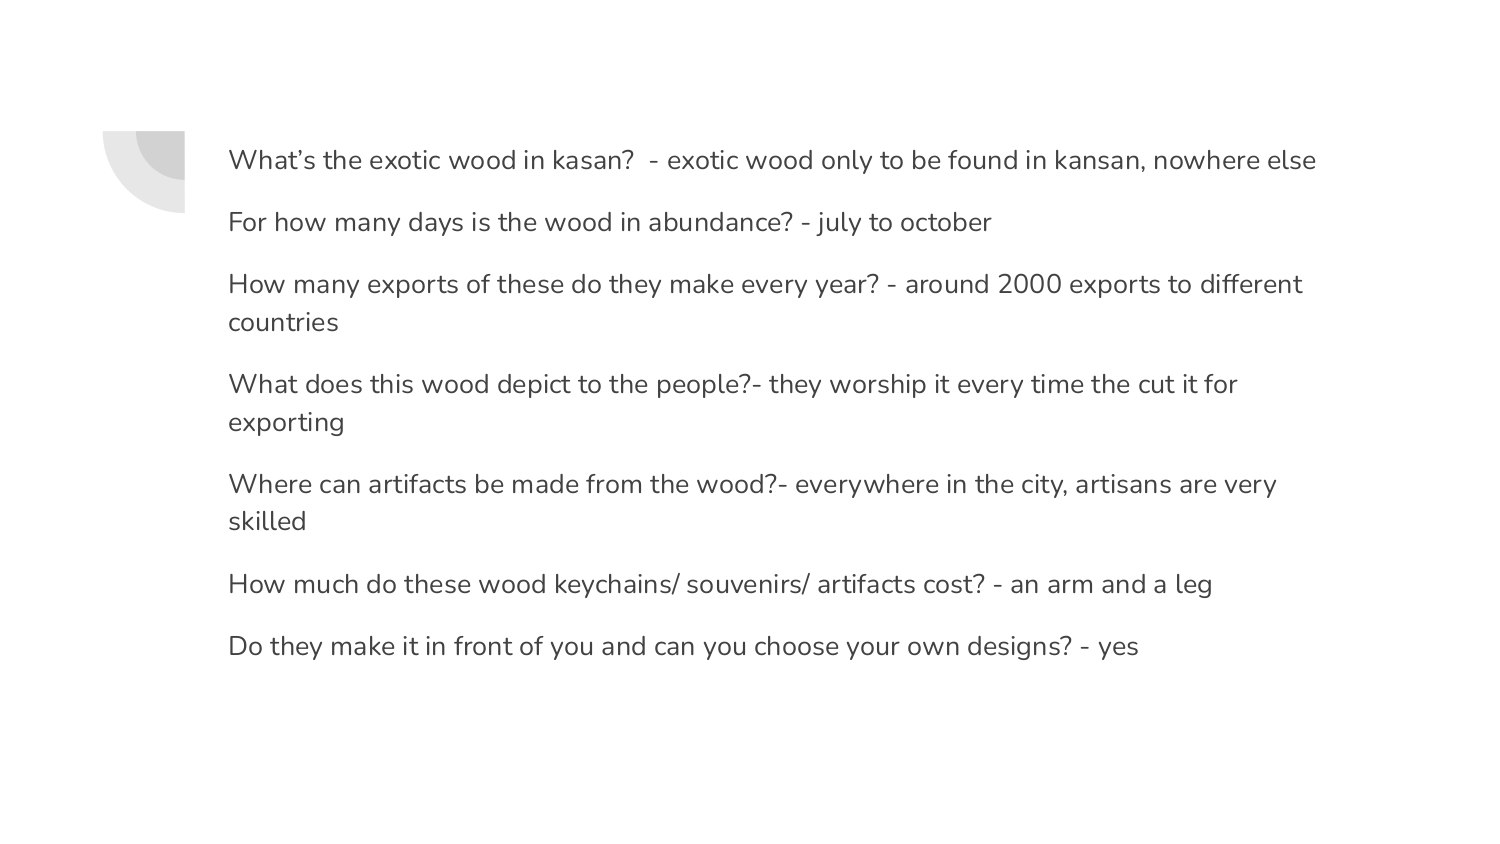 What’s the exotic wood in kasan?  - exotic wood only to be found in kansan, nowhere else
For how many days is the wood in abundance? - july to october
How many exports of these do they make every year? - around 2000 exports to different
countries
What does this wood depict to the people?- they worship it every time the cut it for
exporting
Where can artifacts be made from the wood?- everywhere in the city, artisans are very
skilled
How much do these wood keychains/ souvenirs/ artifacts cost? - an arm and a leg
Do they make it in front of you and can you choose your own designs? - yes